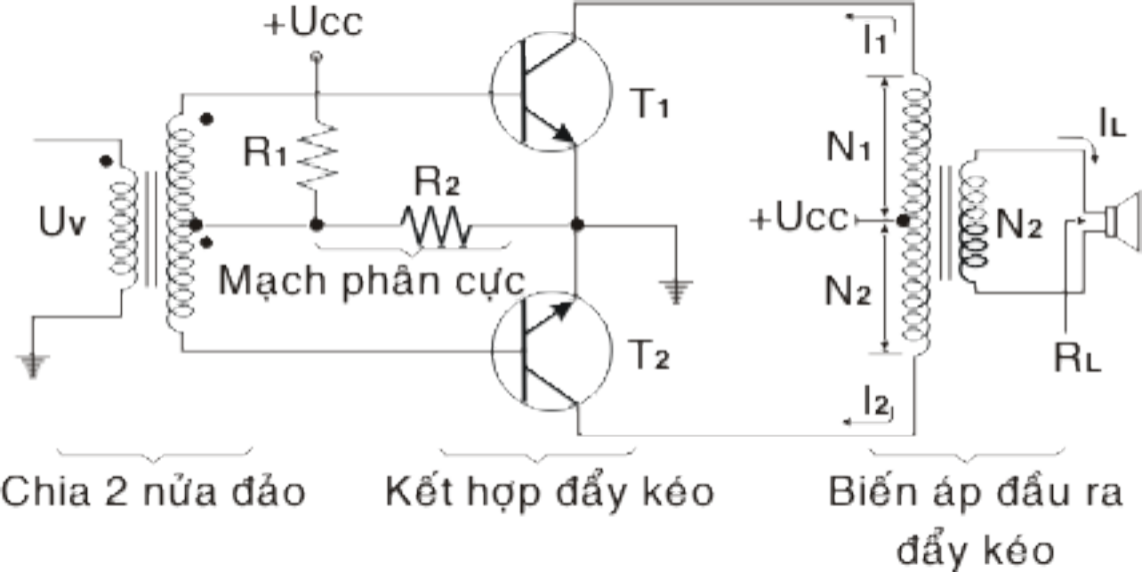 +Ucc
I1
T1
N1
IL
R1
R2
Uv
+Ucc
N2
Mạch phân cực
N2
T2
RL
I2
Chia 2 nửa đảo
Kết hợp đẩy kéo
Biến áp đầu ra
đẩy kéo